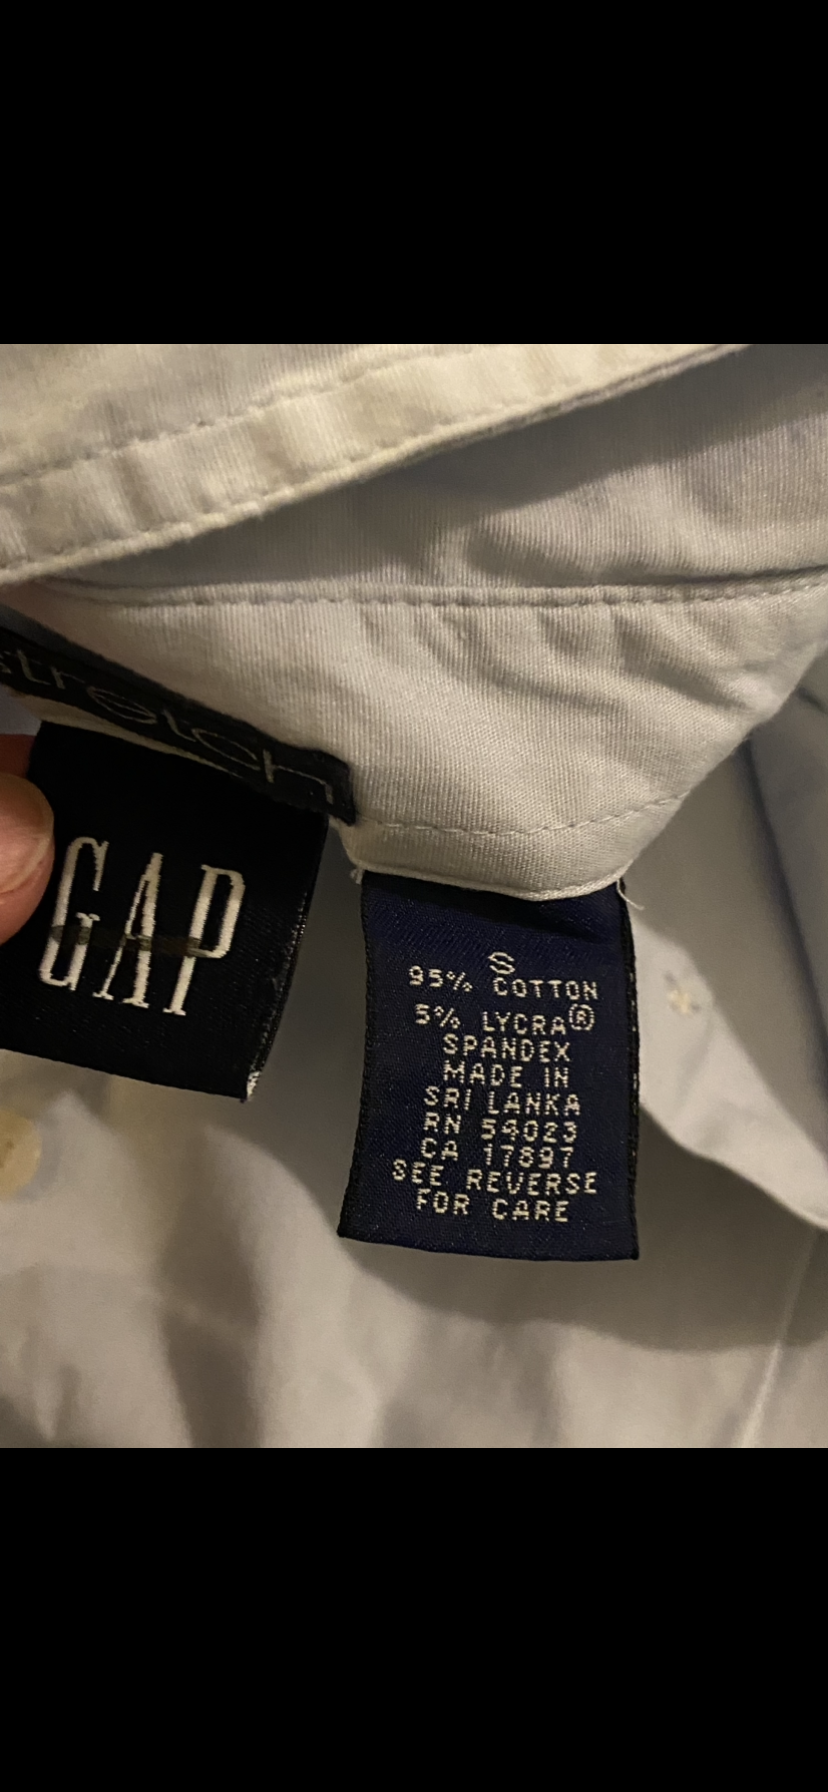 stretch
GAP
S
95% COTTON
5% LYCRA®
SPANDEX
MADE IN
SRI LANKA
RN 54023
CA 17897
SEE REVERSE
FOR CARE